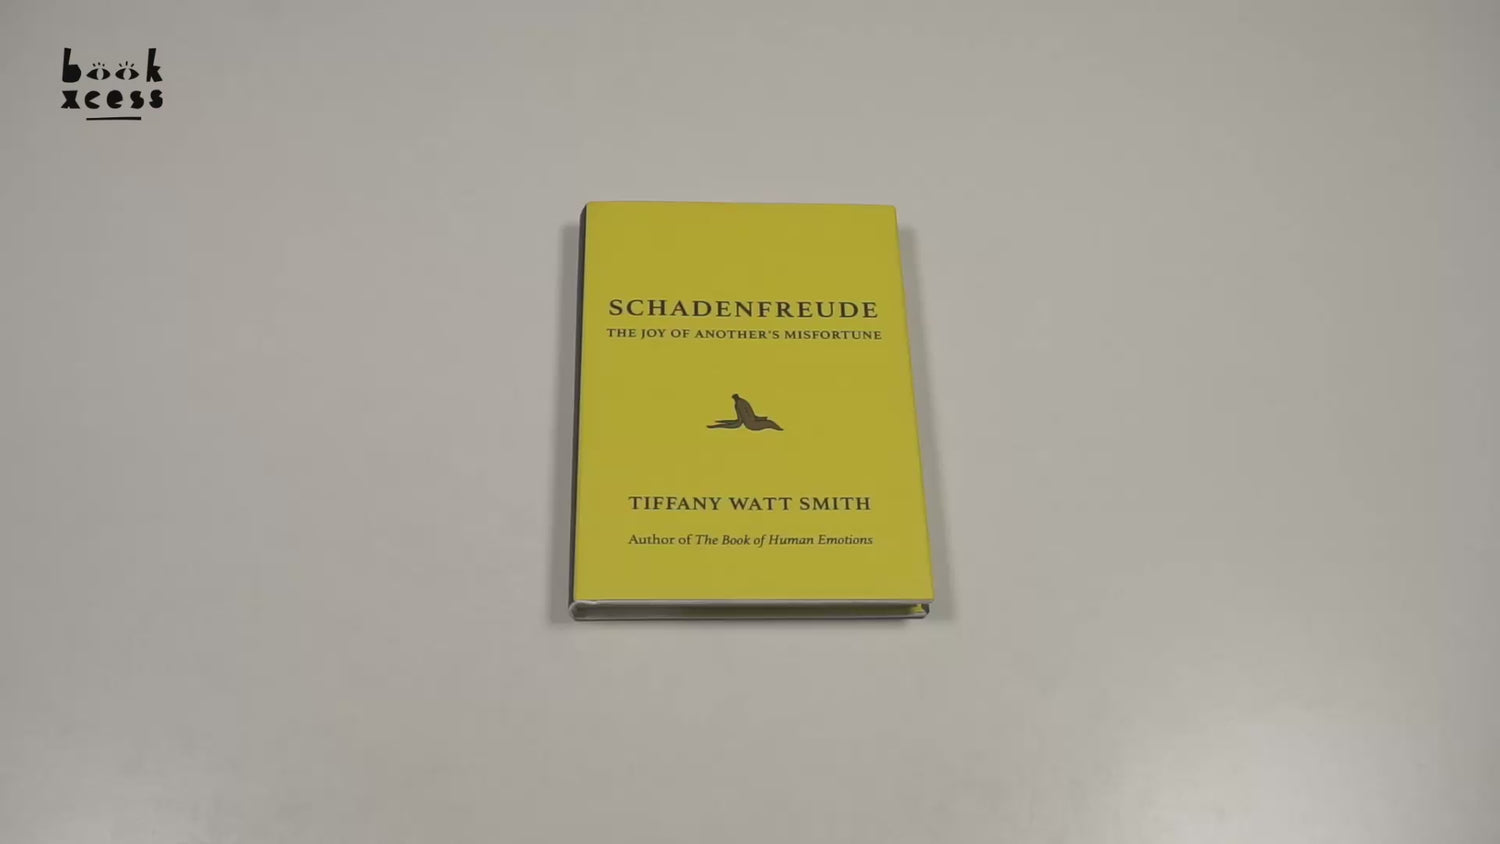 book
xcess
SCHADENFREUDE
THE JOY OF ANOTHER'S MISFORTUNE
TIFFANY WATT SMITH
Author of The Book of Human Emotions